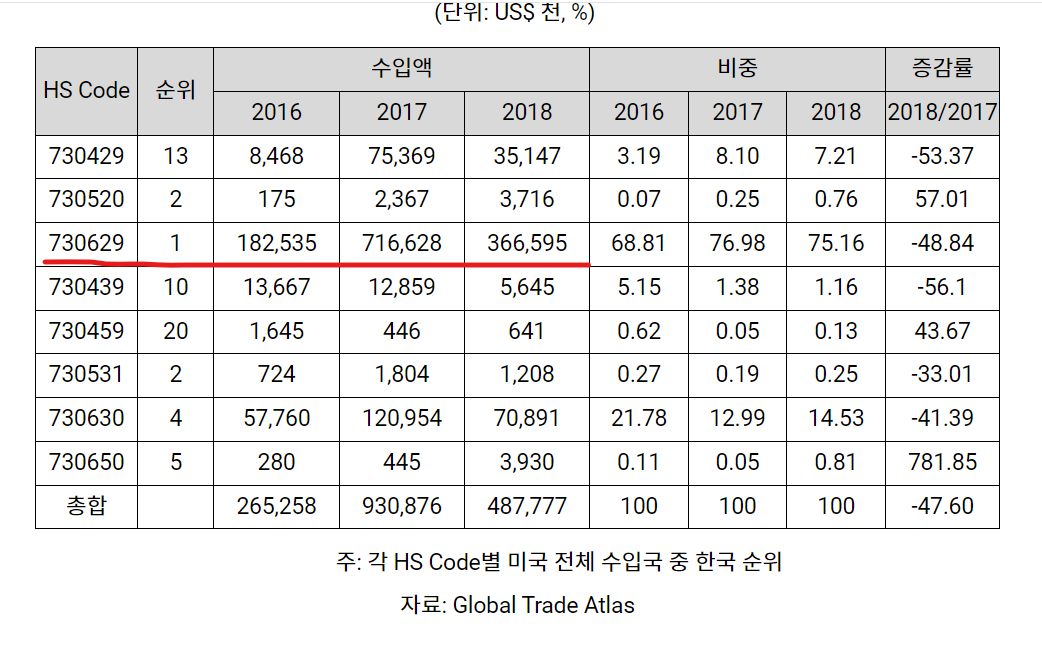 (단위: US$ 천, %)
HS Code 순위 수입액 비중 증감률
2016 2017 2018 2016 2017 2018 2018/2017
730429 13 8,468 75,369 35,147 3.19 8.10 7.21 -53.37
730520 2 175 2,367 3,716 0.07 0.25 0.76 57.01
730629 1 182,535 716,628 366,595 68.81 76.98 75.16 -48.84
730439 10 13,667 12,859 5,645 5.15 1.38 1.16 -56.1
730459 20 1,645 446 641 0.62 0.05 0.13 43.67
730531 2 724 1,804 1,208 0.27 0.19 0.25 -33.01
730630 4 57,760 120,954 70,891 21.78 12.99 14.53 -41.39
730650 5 280 445 3,930 0.11 0.05 0.81 781.85
총합 265,258 930,876 487,777 100 100 100 -47.60
주: 각 HS Code별 미국 전체 수입국 중 한국 순위
자료: Global Trade Atlas